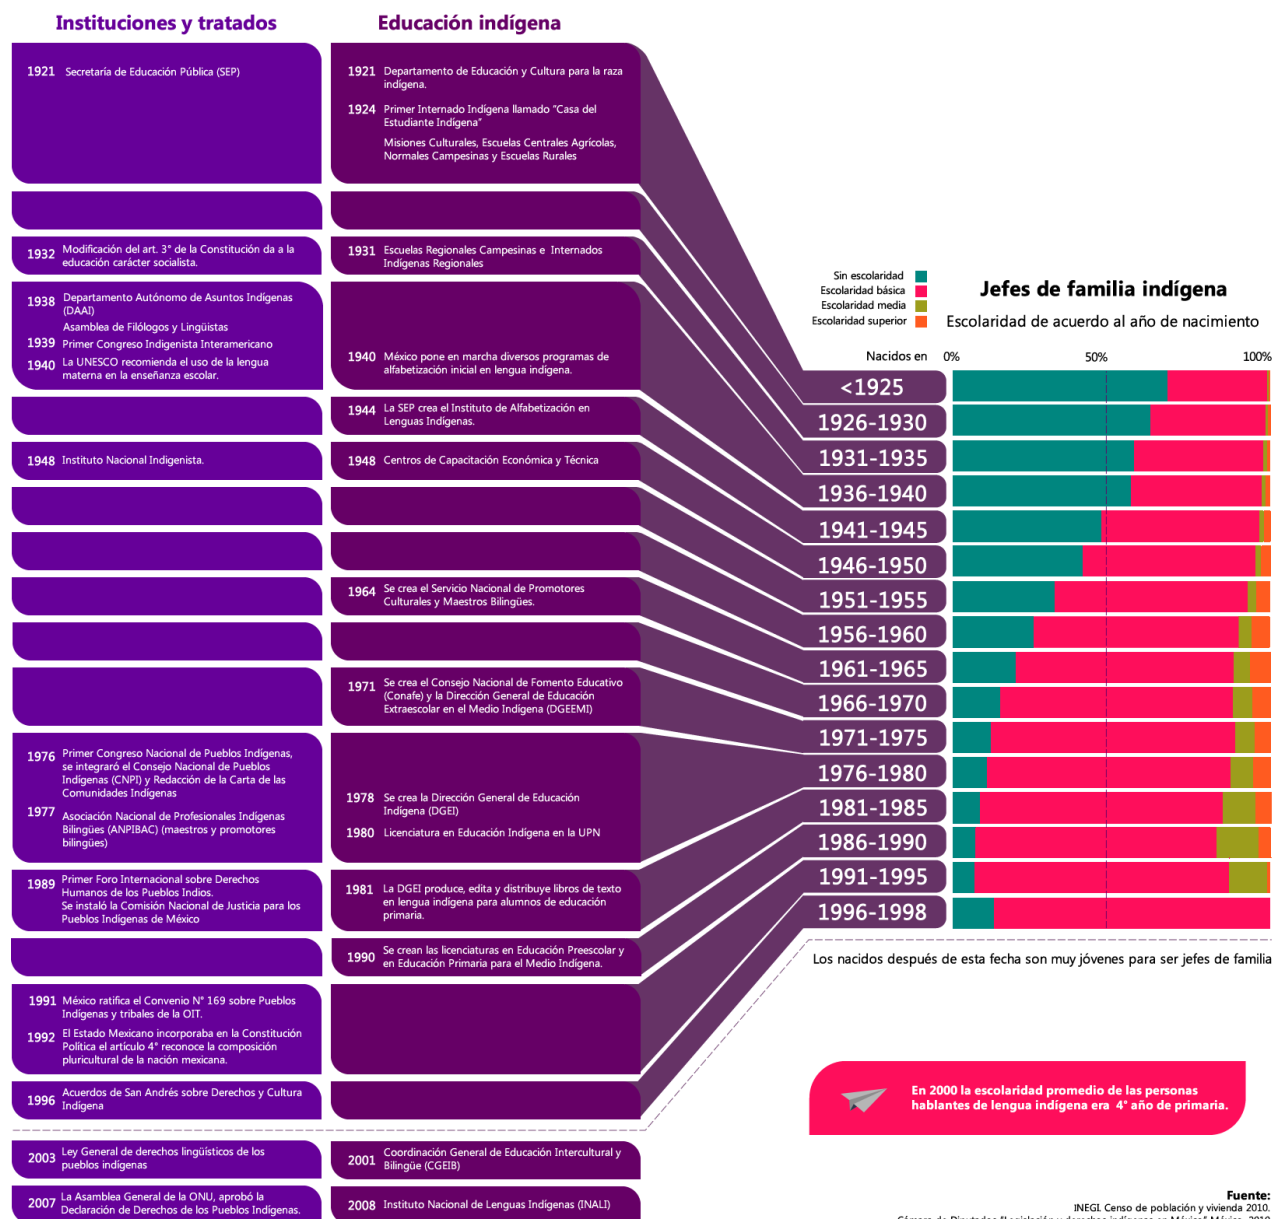 Instituciones y tratados
1921 Secretaría de Educación Pública (SEP)
1932 Modificación del art. 3° de la Constitución da a la
educación carácter socialista.
1938 Departamento Autónomo de Asuntos Indígenas
(DAAI)
Asamblea de Filólogos y Lingüistas
1939 Primer Congreso Indigenista Interamericano
1940 La UNESCO recomienda el uso de la lengua
materna en la enseñanza escolar.
1948 Instituto Nacional Indigenista.
1976 Primer Congreso Nacional de Pueblos Indígenas,
se integraró el Consejo Nacional de Pueblos
Indígenas (CNPI) y Redacción de la Carta de las
Comunidades Indígenas
1977 Asociación Nacional de Profesionales Indígenas
Bilingües (ANPIBAC) (maestros y promotores
bilingües)
1989 Primer Foro Internacional sobre Derechos
Humanos de los Pueblos Indios.
Se instaló la Comisión Nacional de Justicia para los
Pueblos Indígenas de México
1991 México ratifica el Convenio N° 169 sobre Pueblos
Indígenas y tribales de la OIT.
1992 El Estado Mexicano incorporaba en la Constitución
Política el artículo 4° reconoce la composición
pluricultural de la nación mexicana.
1996 Acuerdos de San Andrés sobre Derechos y Cultura
Indígena
2003 Ley General de derechos lingüísticos de los
pueblos indígenas
2007 La Asamblea General de la ONU, aprobó la
Declaración de Derechos de los Pueblos Indígenas.
Educación indígena
1921 Departamento de Educación y Cultura para la raza
indígena.
1924 Primer Internado Indígena llamado "Casa del
Estudiante Indígena"
Misiones Culturales, Escuelas Centrales Agrícolas,
Normales Campesinas y Escuelas Rurales
1931 Escuelas Regionales Campesinas e Internados
Indígenas Regionales
1940 México pone en marcha diversos programas de
alfabetización inicial en lengua indígena.
1944 La SEP crea el Instituto de Alfabetización en
Lenguas Indígenas.
1948 Centros de Capacitación Económica y Técnica
1964 Se crea el Servicio Nacional de Promotores
Culturales y Maestros Bilingües.
1971 Se crea el Consejo Nacional de Fomento Educativo
(Conafe) y la Dirección General de Educación
Extraescolar en el Medio Indígena (DGEEMI)
1978 Se crea la Dirección General de Educación
Indígena (DGEI)
1980 Licenciatura en Educación Indígena en la UPN
1981 La DGEI produce, edita y distribuye libros de texto
en lengua indígena para alumnos de educación
primaria.
1990 Se crean las licenciaturas en Educación Preescolar y
en Educación Primaria para el Medio Indígena.
2001 Coordinación General de Educación Intercultural y
Bilingüe (CGEIB)
2008 Instituto Nacional de Lenguas Indígenas (INALI)
Sin escolaridad
Escolaridad básica
Escolaridad media
Escolaridad superior
Jefes de familia indígena
Escolaridad de acuerdo al año de nacimiento
Nacidos en 0% 50% 100%
<1925
1926-1930
1931-1935
1936-1940
1941-1945
1946-1950
1951-1955
1956-1960
1961-1965
1966-1970
1971-1975
1976-1980
1981-1985
1986-1990
1991-1995
1996-1998
Los nacidos después de esta fecha son muy jóvenes para ser jefes de familia
En 2000 la escolaridad promedio de las personas
hablantes de lengua indígena era 4° año de primaria.
Fuente:
INEGI. Censo de población y vivienda 2010.
Cámara de Diputados "Legislación y derechos indígenas en México" México, 2010